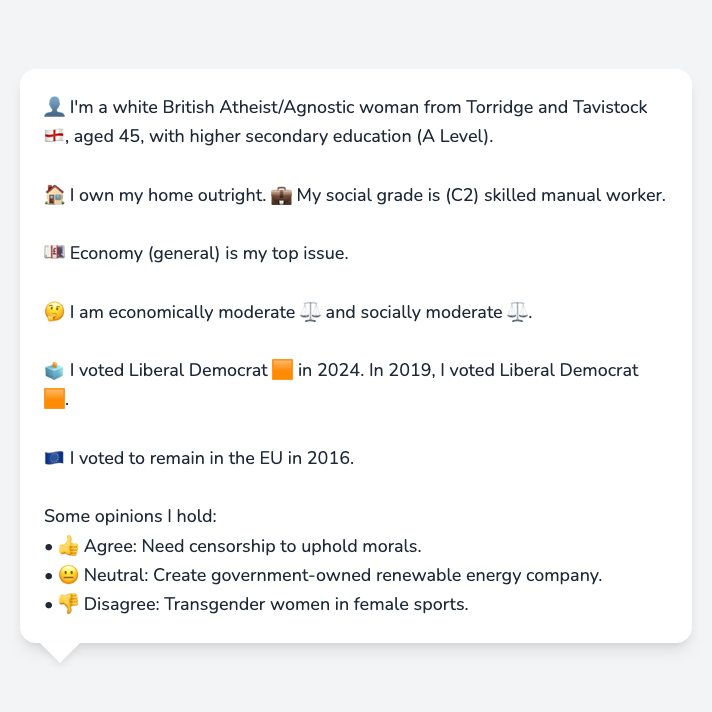 👤 I'm a white British Atheist/Agnostic woman from Torridge and Tavistock
🏴󠁧󠁢󠁥󠁮󠁧󠁿, aged 45, with higher secondary education (A Level).
🏠 I own my home outright. 💼 My social grade is (C2) skilled manual worker.
💷 Economy (general) is my top issue.
🤔 I am economically moderate ⚖️ and socially moderate ⚖️.
🗳️ I voted Liberal Democrat 🟧 in 2024. In 2019, I voted Liberal Democrat
🟧.
🇪🇺 I voted to remain in the EU in 2016.
Some opinions I hold:
• 👍 Agree: Need censorship to uphold morals.
• 😐 Neutral: Create government-owned renewable energy company.
• 👎 Disagree: Transgender women in female sports.